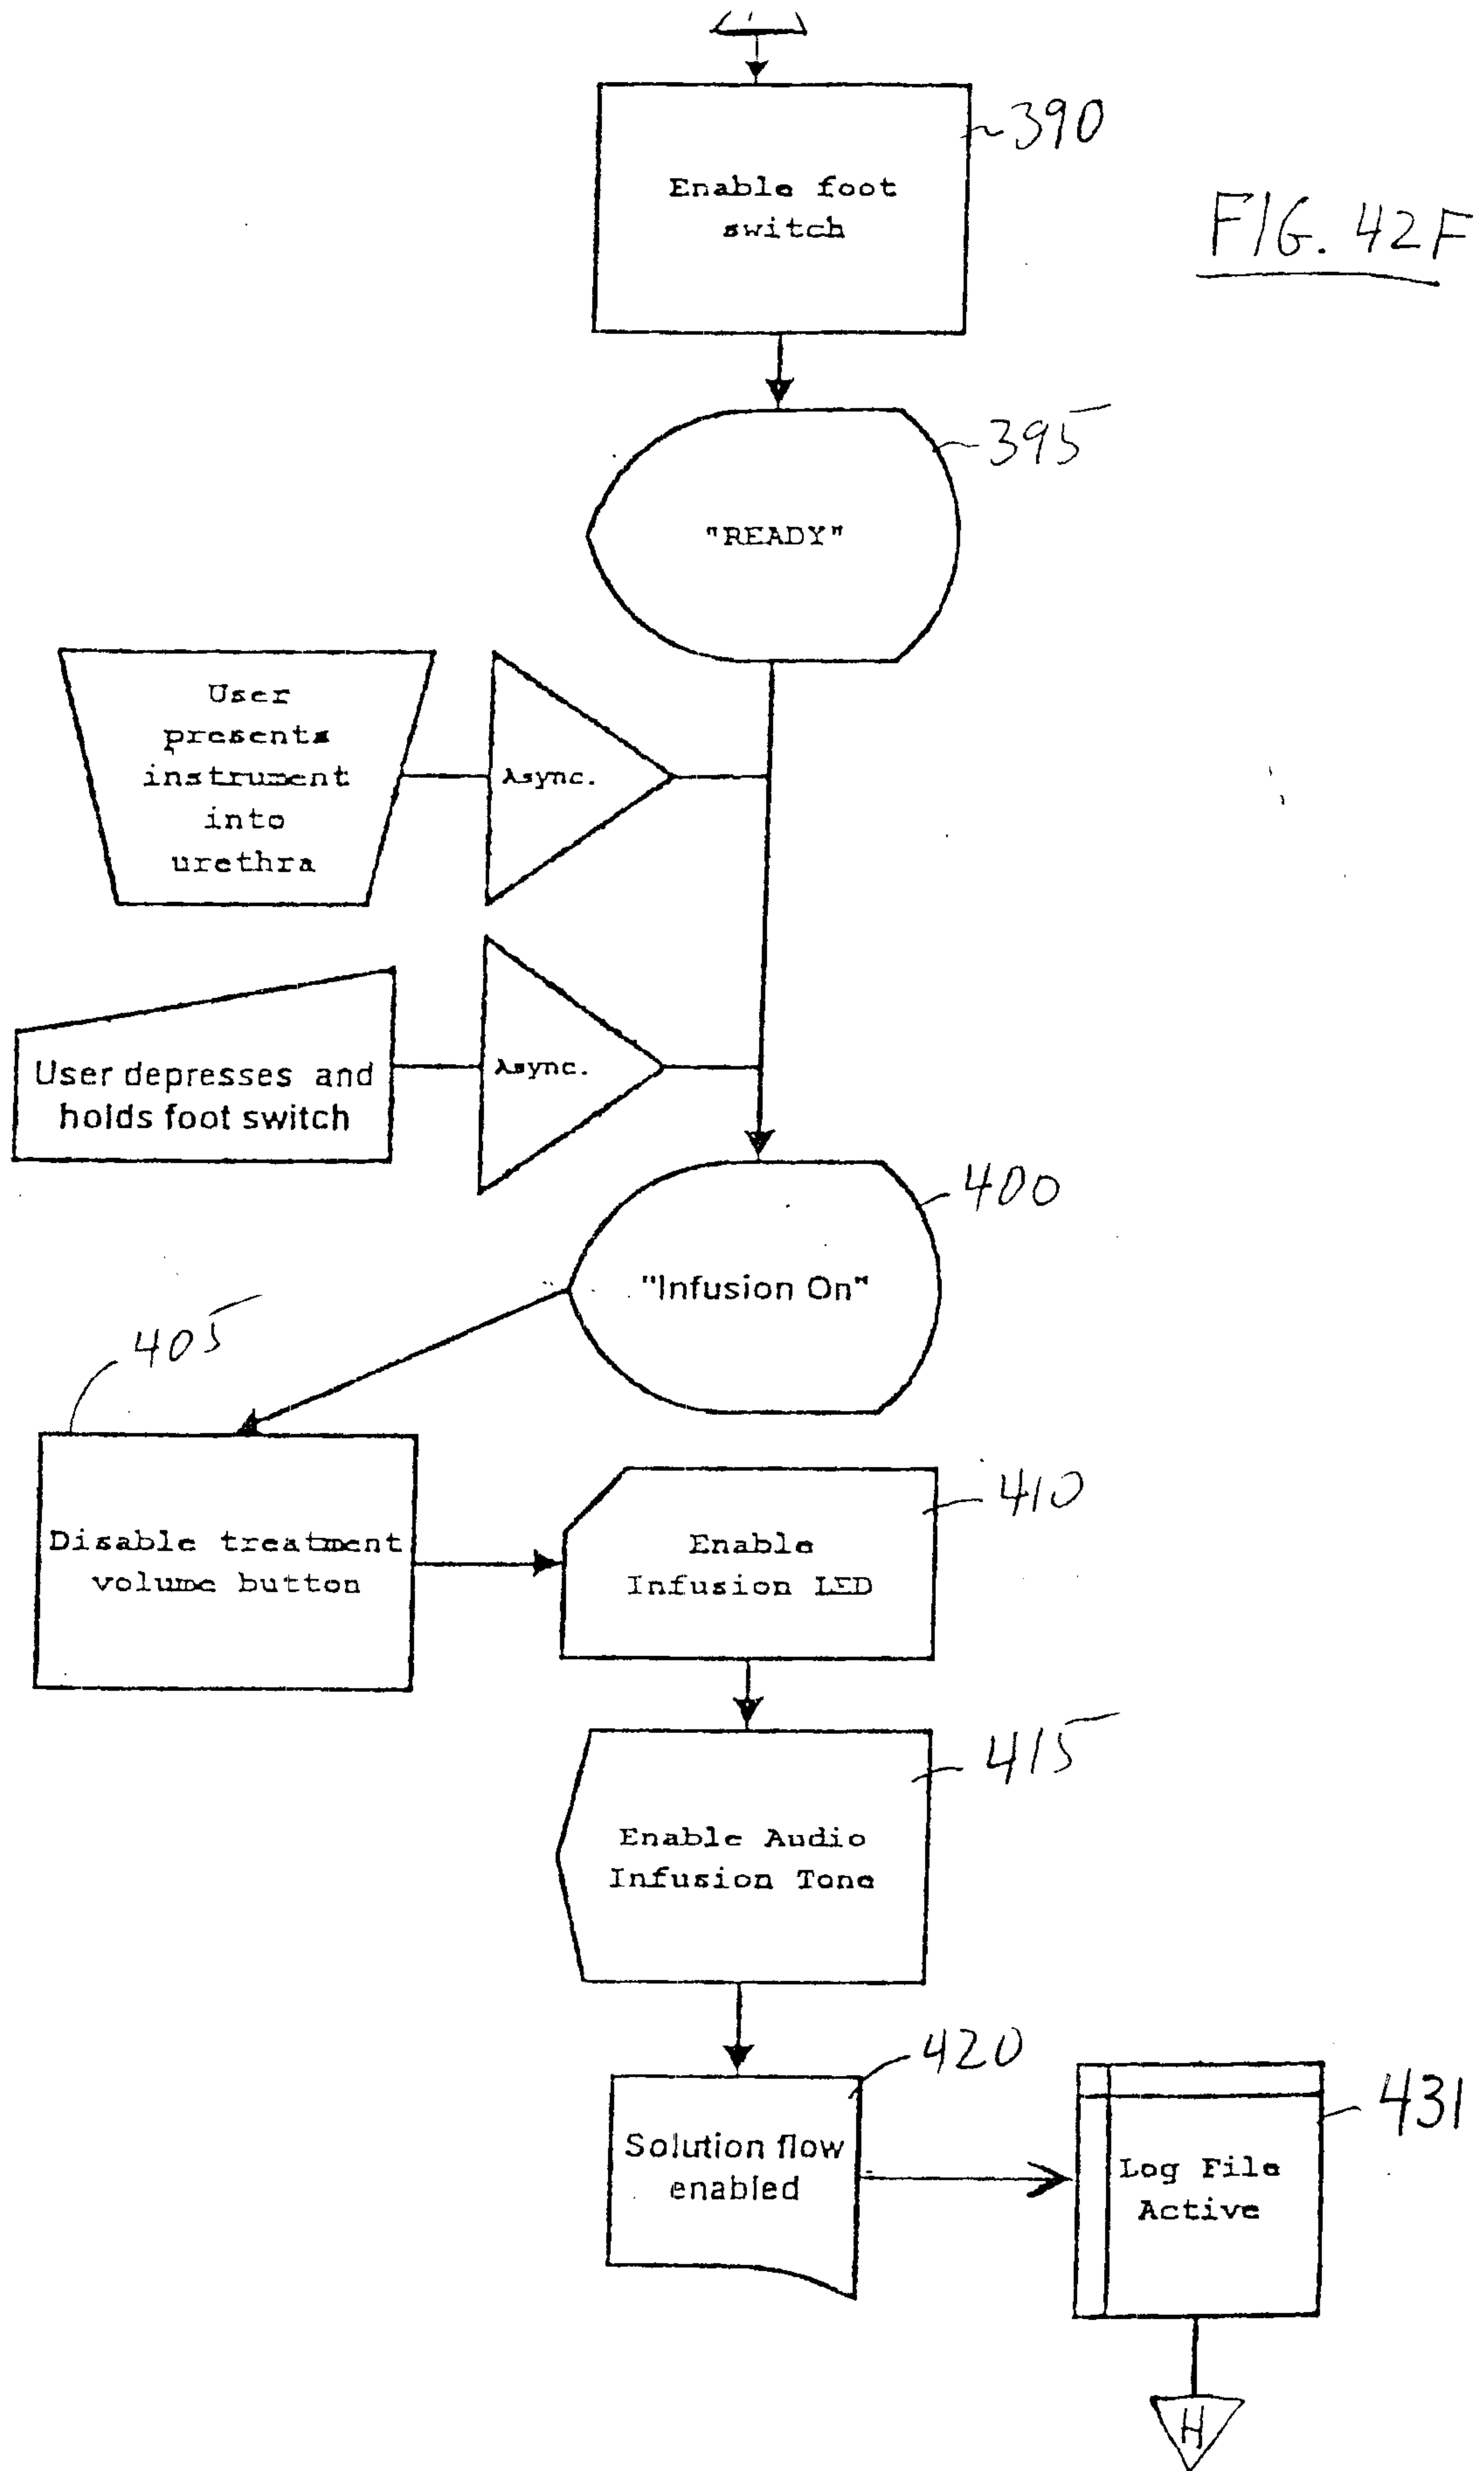 390
Enable foot
switch
FIG. 42F
395
"READY"
User
presents
instrument
into
urethra
Async.
User depresses and
holds foot switch
Async.
400
"Infusion On"
405
Disable treatment
volume button
410
Enable
Infusion LED
415
Enable Audio
Infusion Tone
420
Solution flow
enabled
431
Log File
Active
H